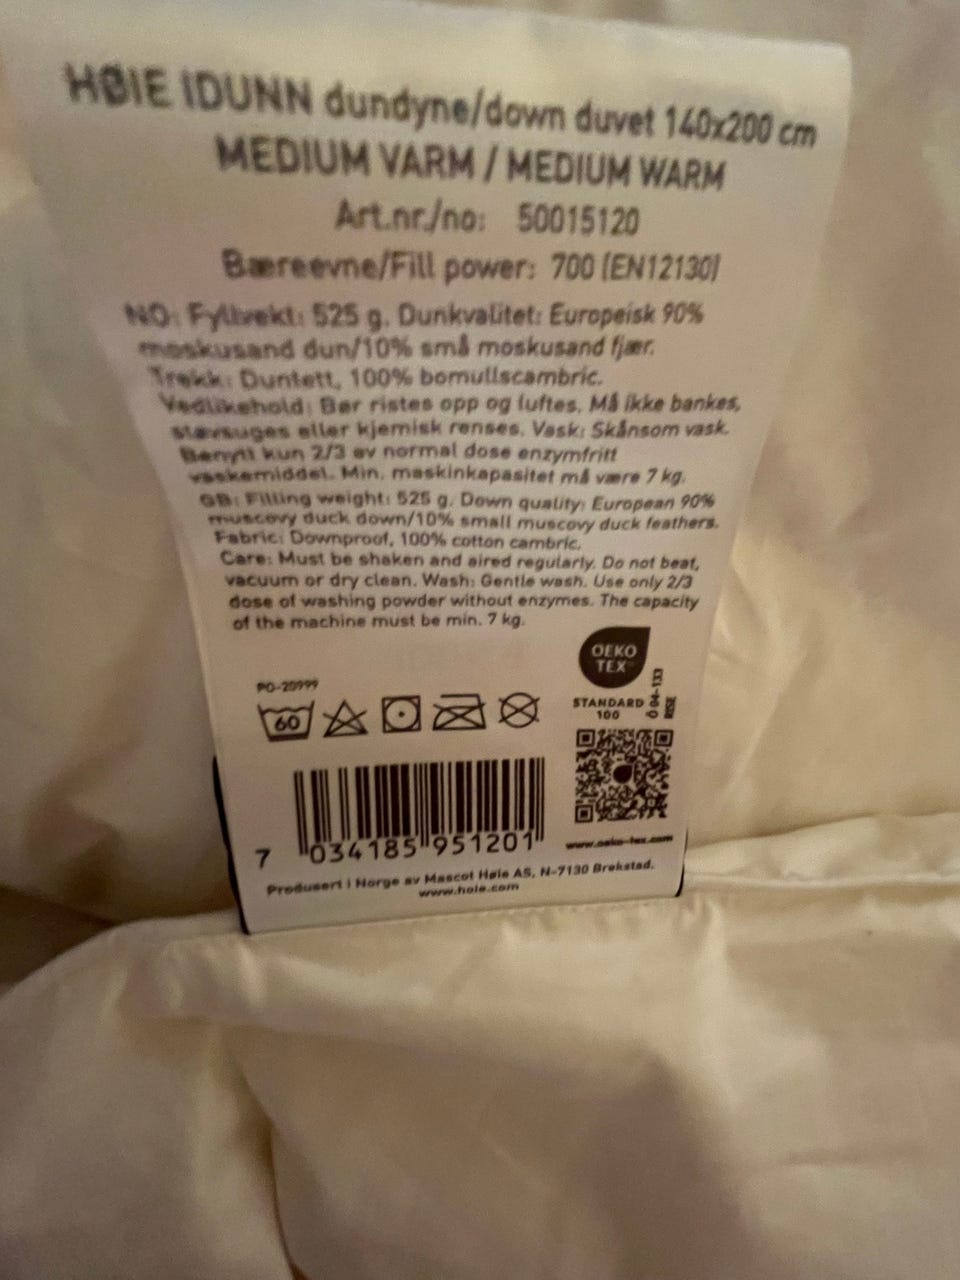 HØIE IDUNN dundyne/down duvet 140x200 cm
MEDIUM VARM / MEDIUM WARM
Art.nr./no: 50015120
Bæreevne/Fill power: 700 (EN12130)
NO: Fyllvekt: 525 g. Dunkvalitet: Europeisk 90%
moskusand dun/10% små moskusand fjær.
Trekk: Duntett, 100% bomullscambric.
Vedlikehold: Bør ristes opp og luftes. Må ikke bankes,
støvsuges eller kjemisk renses. Vask: Skånsom vask.
Benytt kun 2/3 av normal dose enzymfritt
vaskemiddel. Min. maskinkapasitet må være 7 kg.
GB: Filling weight: 525 g. Down quality: European 90%
muscovy duck down/10% small muscovy duck feathers.
Fabric: Downproof, 100% cotton cambric.
Care: Must be shaken and aired regularly. Do not beat,
vacuum or dry clean. Wash: Gentle wash. Use only 2/3
dose of washing powder without enzymes. The capacity
of the machine must be min. 7 kg.
OEKO
TEX
STANDARD
100
Ö 04-133
RISE
PO-20999
60
7 034185 951201
www.oeko-tex.com
Produsert i Norge av Mascot Høie AS, N-7130 Brekstad.
www.hoie.com